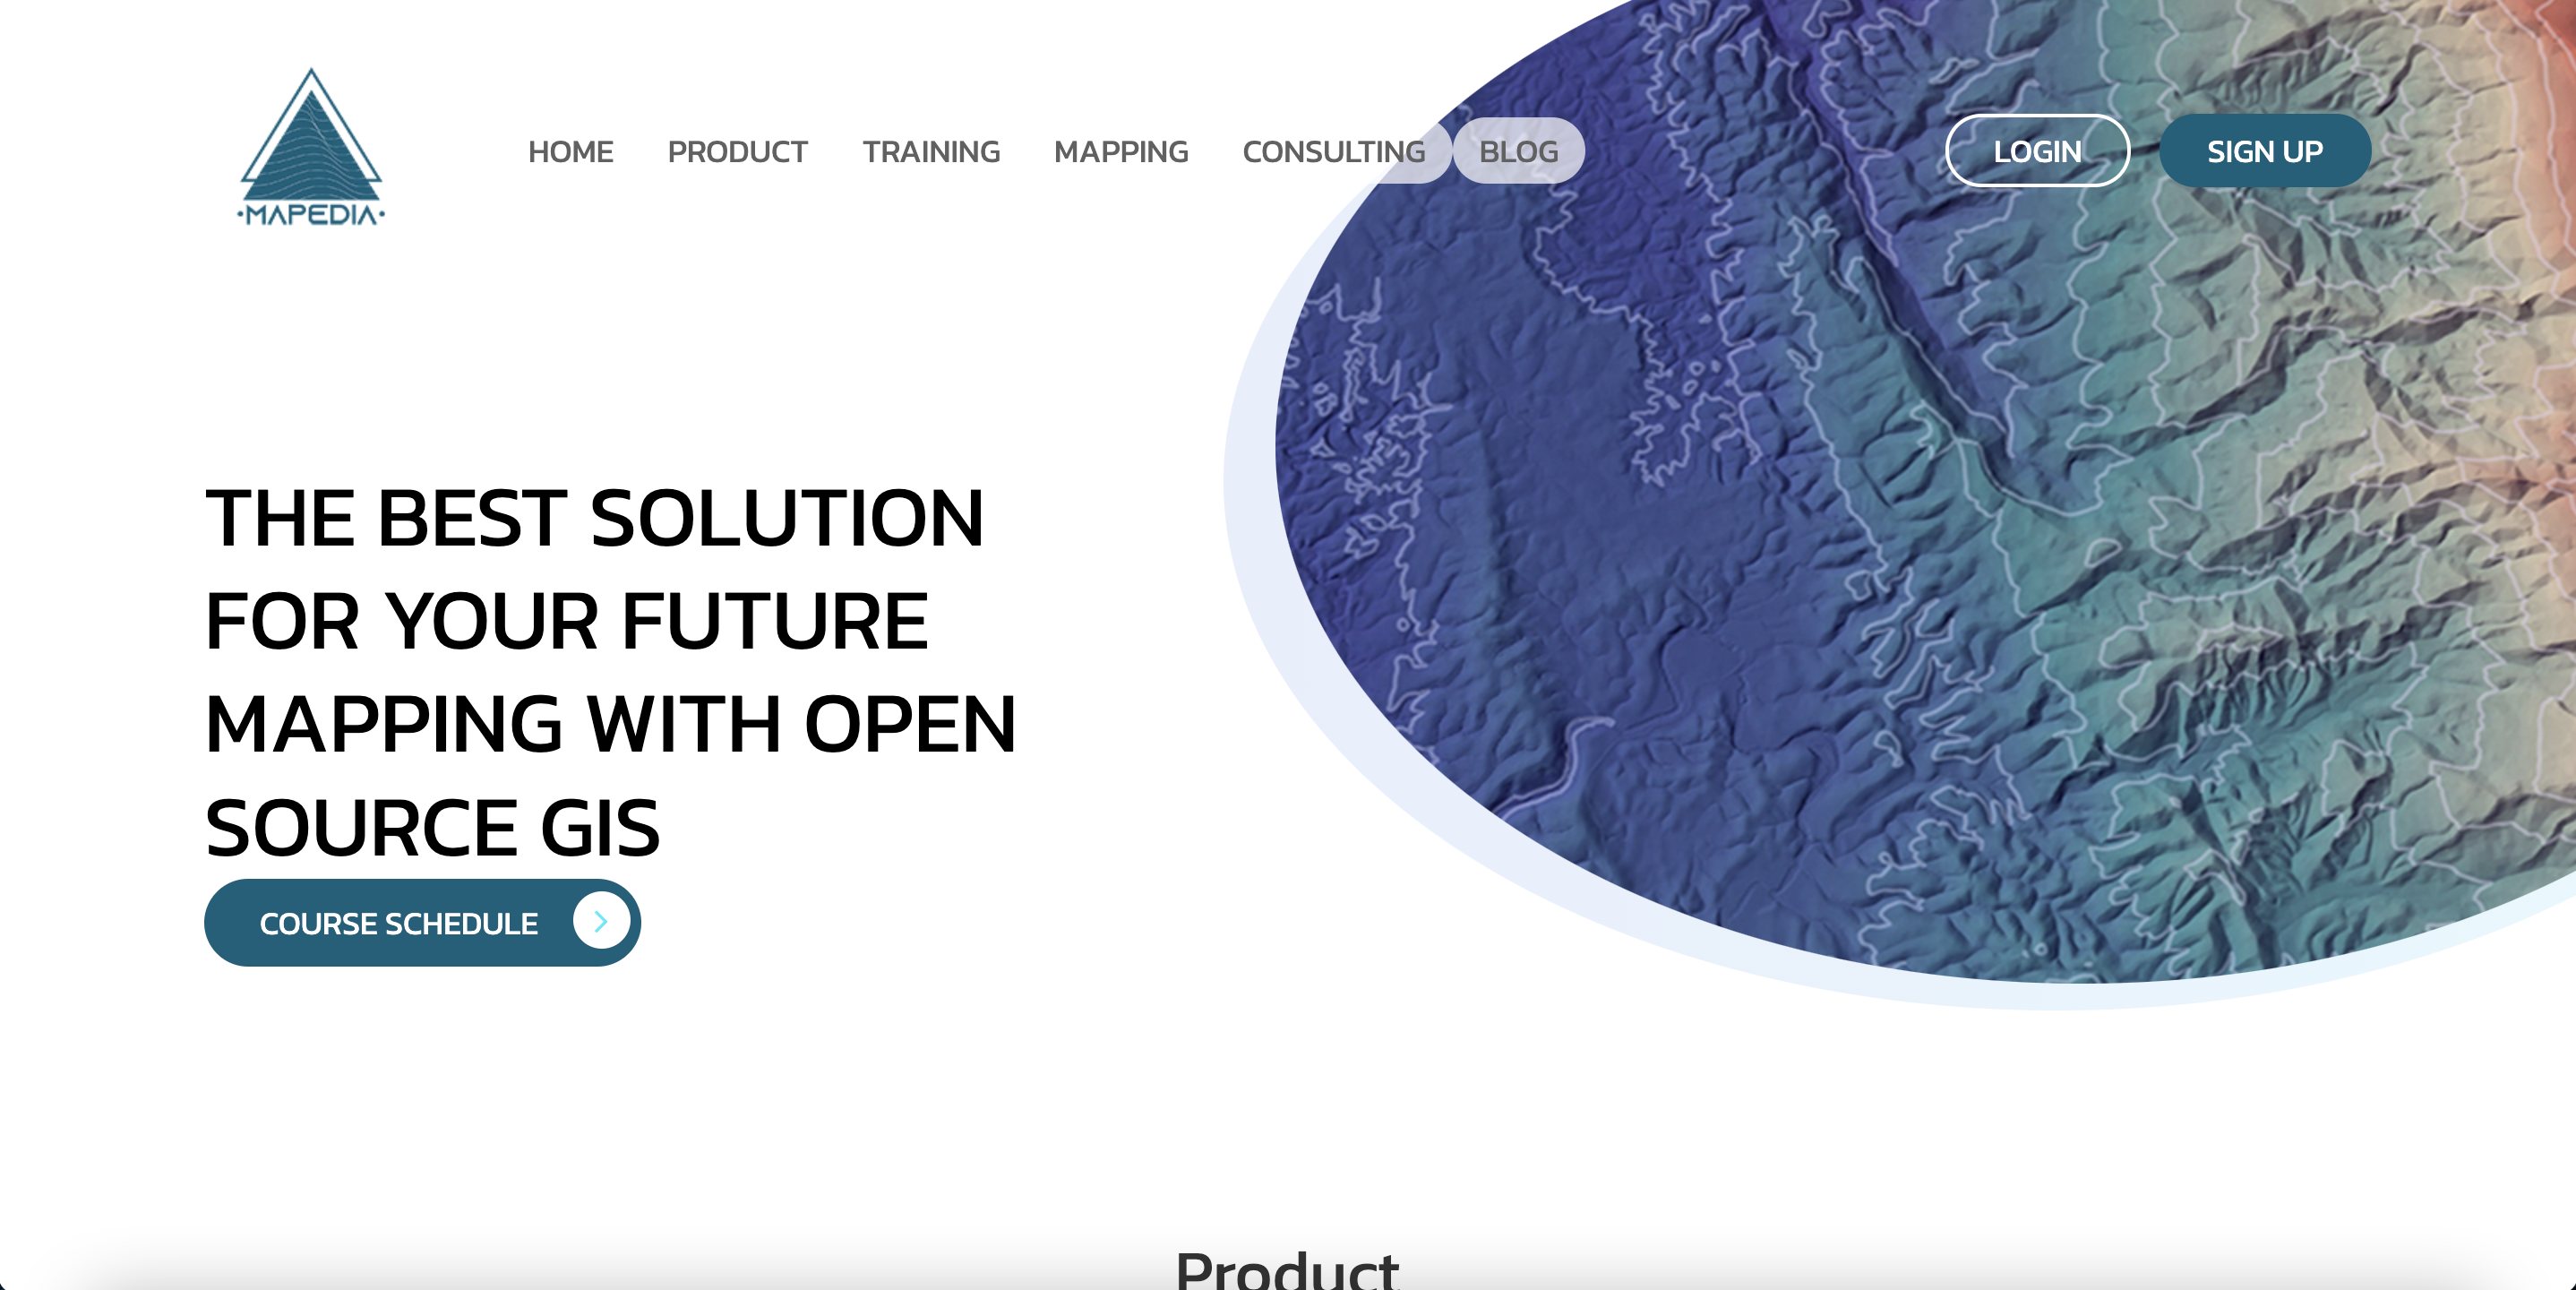 ·MAPEDIA·
HOME PRODUCT TRAINING MAPPING CONSULTING BLOG LOGIN SIGN UP
THE BEST SOLUTION
FOR YOUR FUTURE
MAPPING WITH OPEN
SOURCE GIS
COURSE SCHEDULE
Product